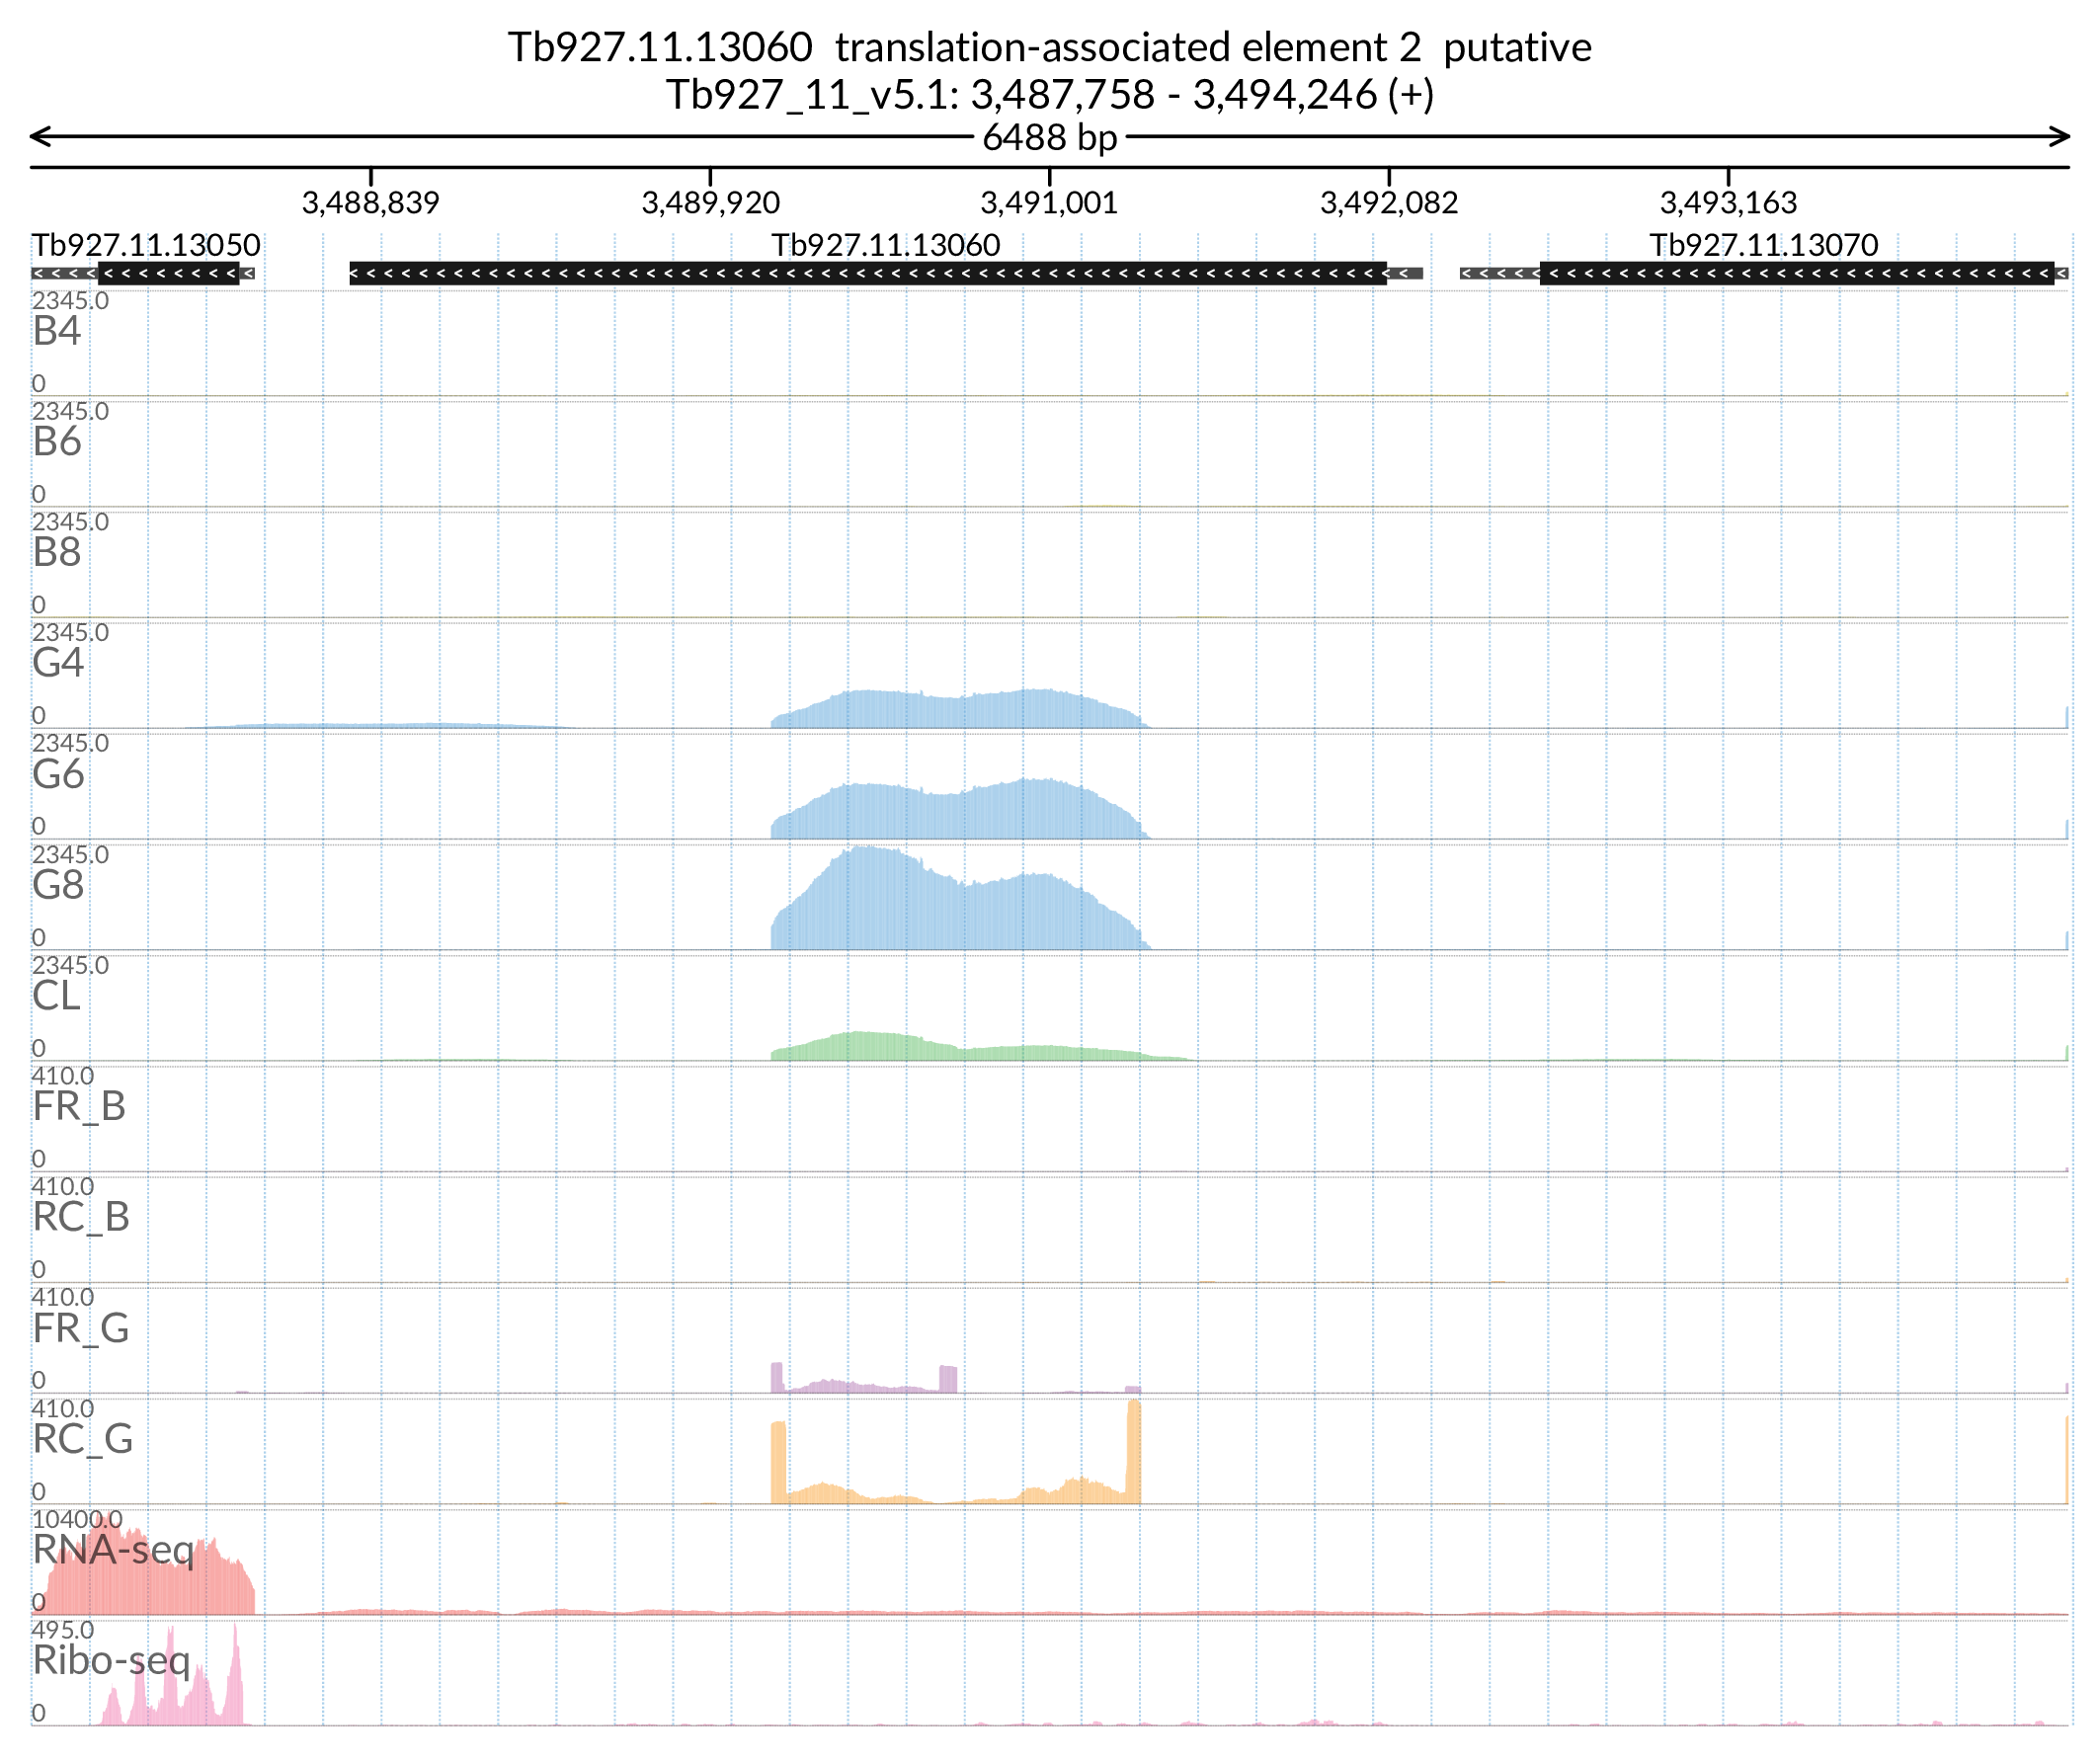 Tb927.11.13060  translation-associated element 2  putative
Tb927_11_v5.1: 3,487,758 - 3,494,246 (+)
6488 bp
3,488,839 3,489,920 3,491,001 3,492,082 3,493,163
Tb927.11.13050 Tb927.11.13060 Tb927.11.13070
2345.0
B4
0
2345.0
B6
0
2345.0
B8
0
2345.0
G4
0
2345.0
G6
0
2345.0
G8
0
2345.0
CL
0
410.0
FR_B
0
410.0
RC_B
0
410.0
FR_G
0
410.0
RC_G
0
10400.0
RNA-seq
0
495.0
Ribo-seq
0